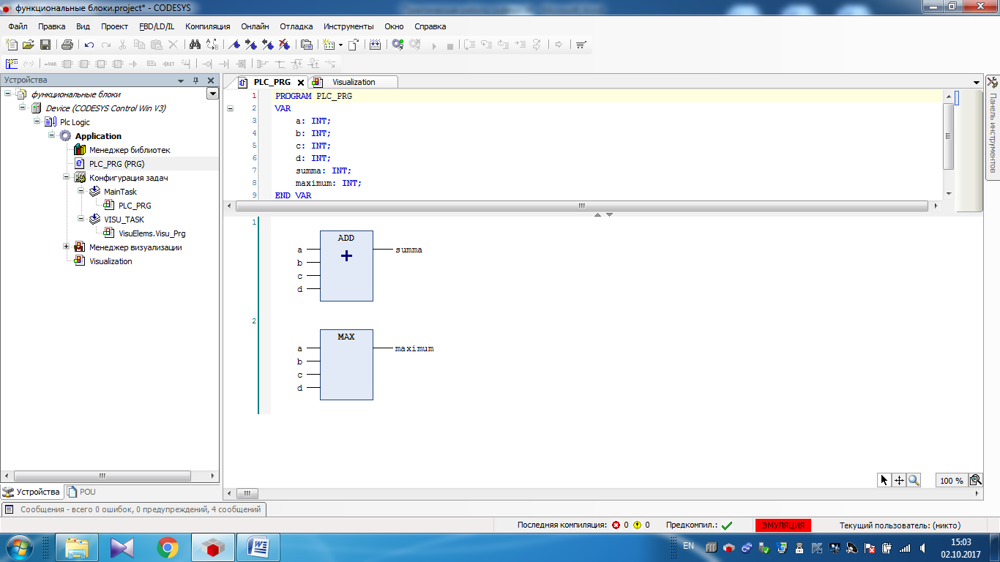 функциональные блоки.project* - CODESYS
Файл Правка Вид Проект FBD/LD/IL Компиляция Онлайн Отладка Инструменты Окно Справка
Устройства
функциональные блоки
Device (CODESYS Control Win V3)
Plc Logic
Application
Менеджер библиотек
PLC_PRG (PRG)
Конфигурация задач
MainTask
PLC_PRG
VISU_TASK
VisuElems.Visu_Prg
Менеджер визуализации
Visualization
Устройства POU
PLC_PRG Visualization
1 PROGRAM PLC_PRG
2 VAR
3 a: INT;
4 b: INT;
5 c: INT;
6 d: INT;
7 summa: INT;
8 maximum: INT;
9 END_VAR
1
ADD
a summa
b
c
d
2
MAX
a maximum
b
c
d
100 %
Панель инструментов
Сообщения - всего 0 ошибок, 0 предупреждений, 4 сообщений
Последняя компиляция: 0 0 Предкомпил.: ЭМУЛЯЦИЯ Текущий пользователь: (никто)
EN
15:03
02.10.2017